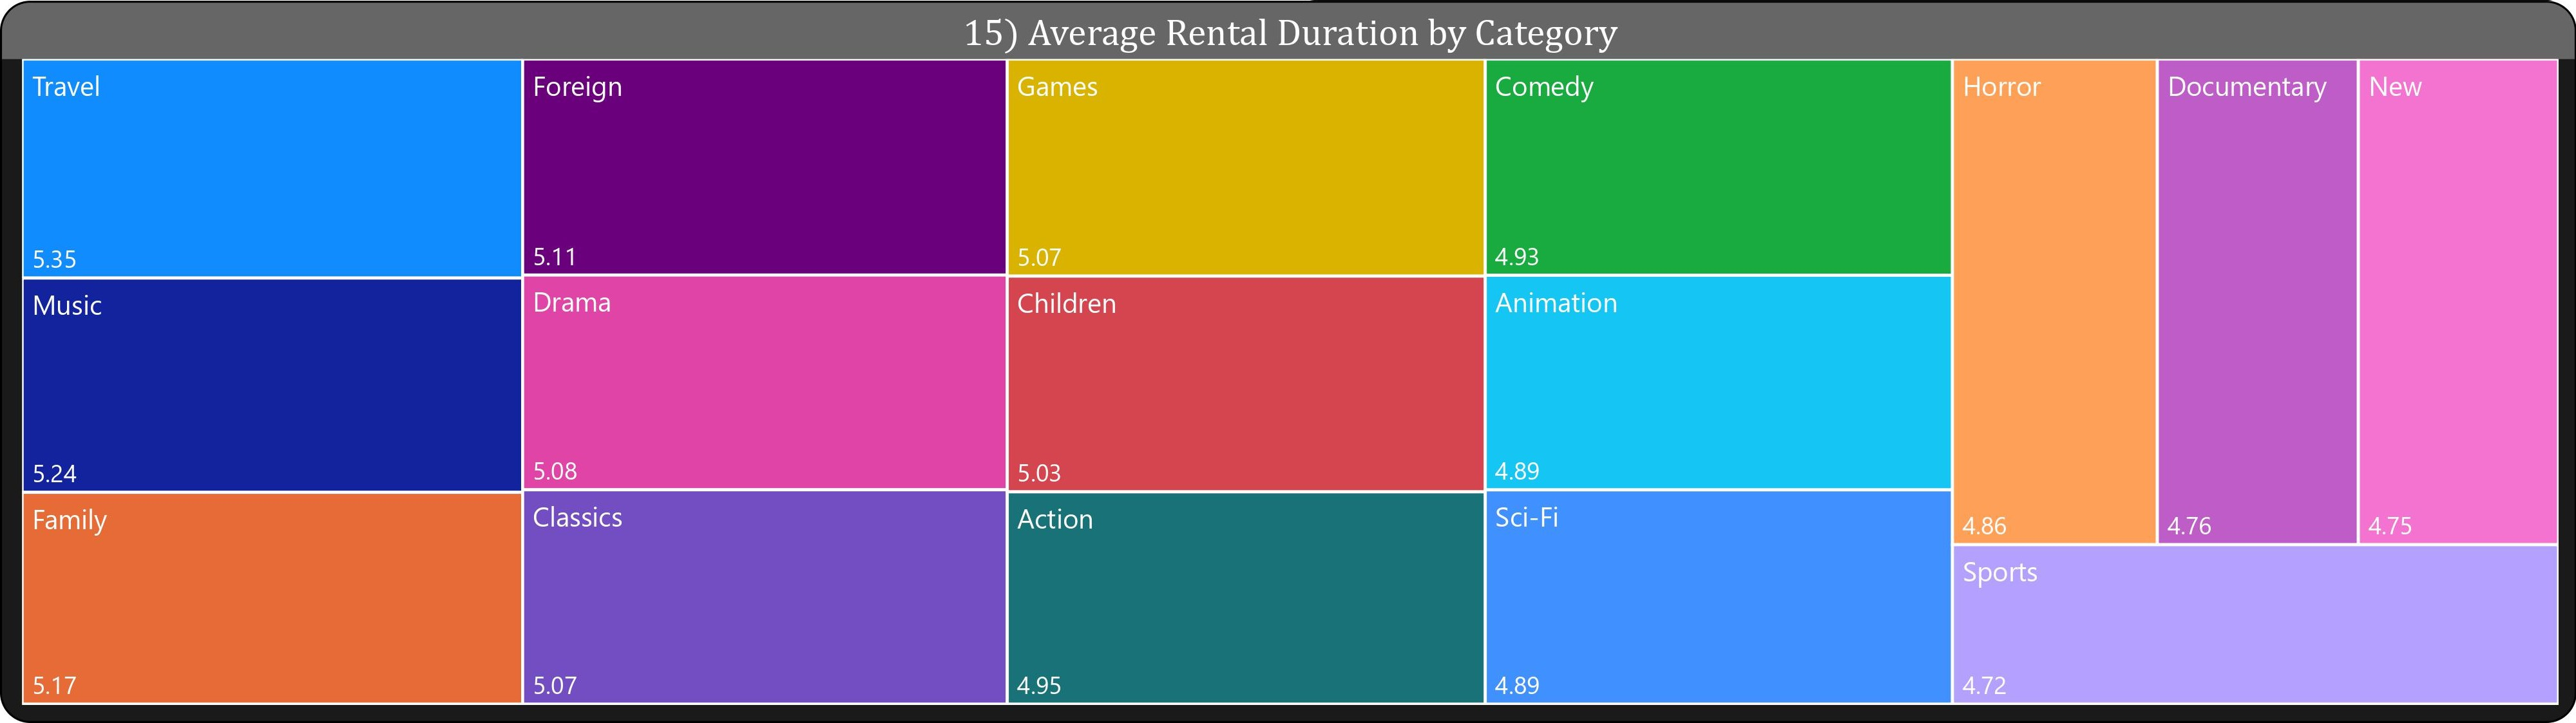 15) Average Rental Duration by Category
Travel
5.35
Music
5.24
Family
5.17
Foreign
5.11
Drama
5.08
Classics
5.07
Games
5.07
Children
5.03
Action
4.95
Comedy
4.93
Animation
4.89
Sci-Fi
4.89
Horror
4.86
Documentary
4.76
New
4.75
Sports
4.72